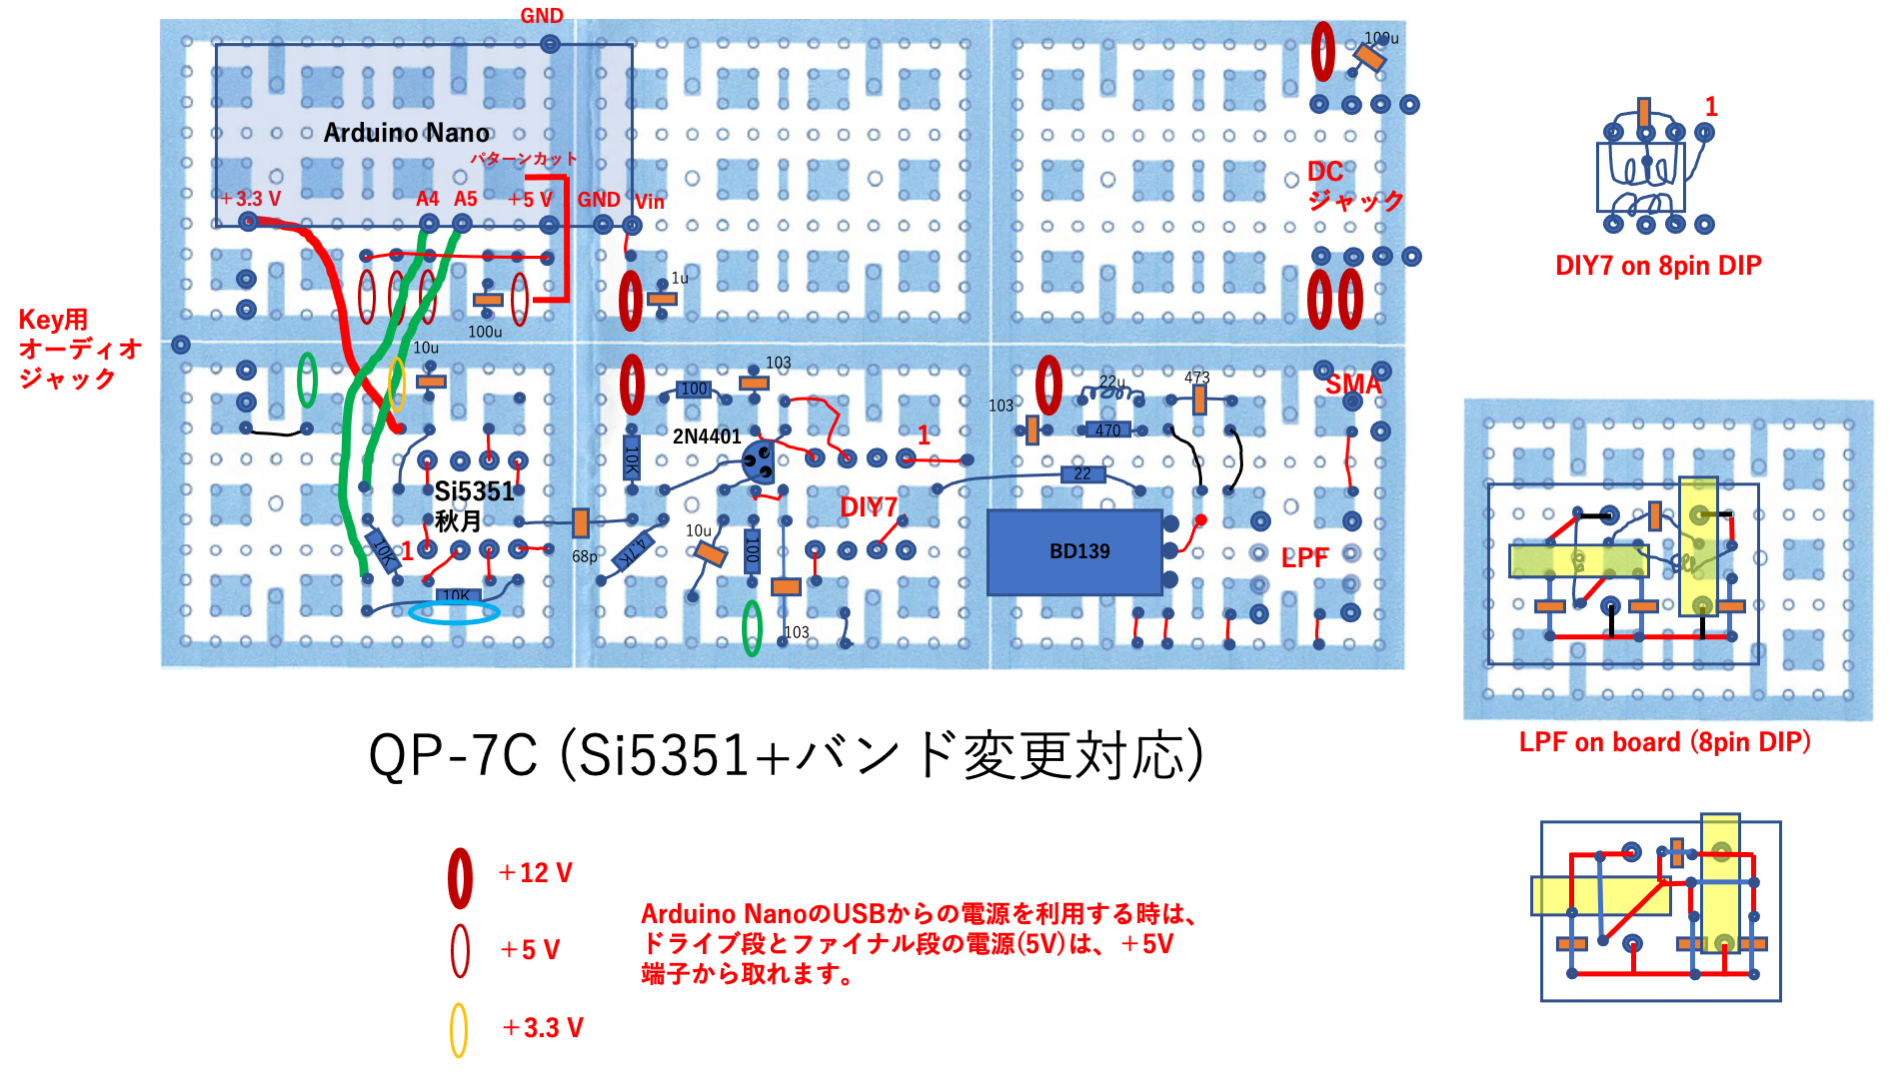 GND
100u
Arduino Nano
パターンカット
+3.3 V
A4
A5
+5 V
GND
Vin
DC
ジャック
1
DIY7 on 8pin DIP
1u
100u
Key用
オーディオ
ジャック
10u
103
100
22u
473
SMA
103
470
2N4401
1
10K
22
Si5351
秋月
DIY7
10u
68p
4.7K
100
10K
1
BD139
LPF
10K
103
LPF on board (8pin DIP)
QP-7C (Si5351+バンド変更対応)
+12 V
+5 V
+3.3 V
Arduino NanoのUSBからの電源を利用する時は、
ドライブ段とファイナル段の電源(5V)は、+5V
端子から取れます。